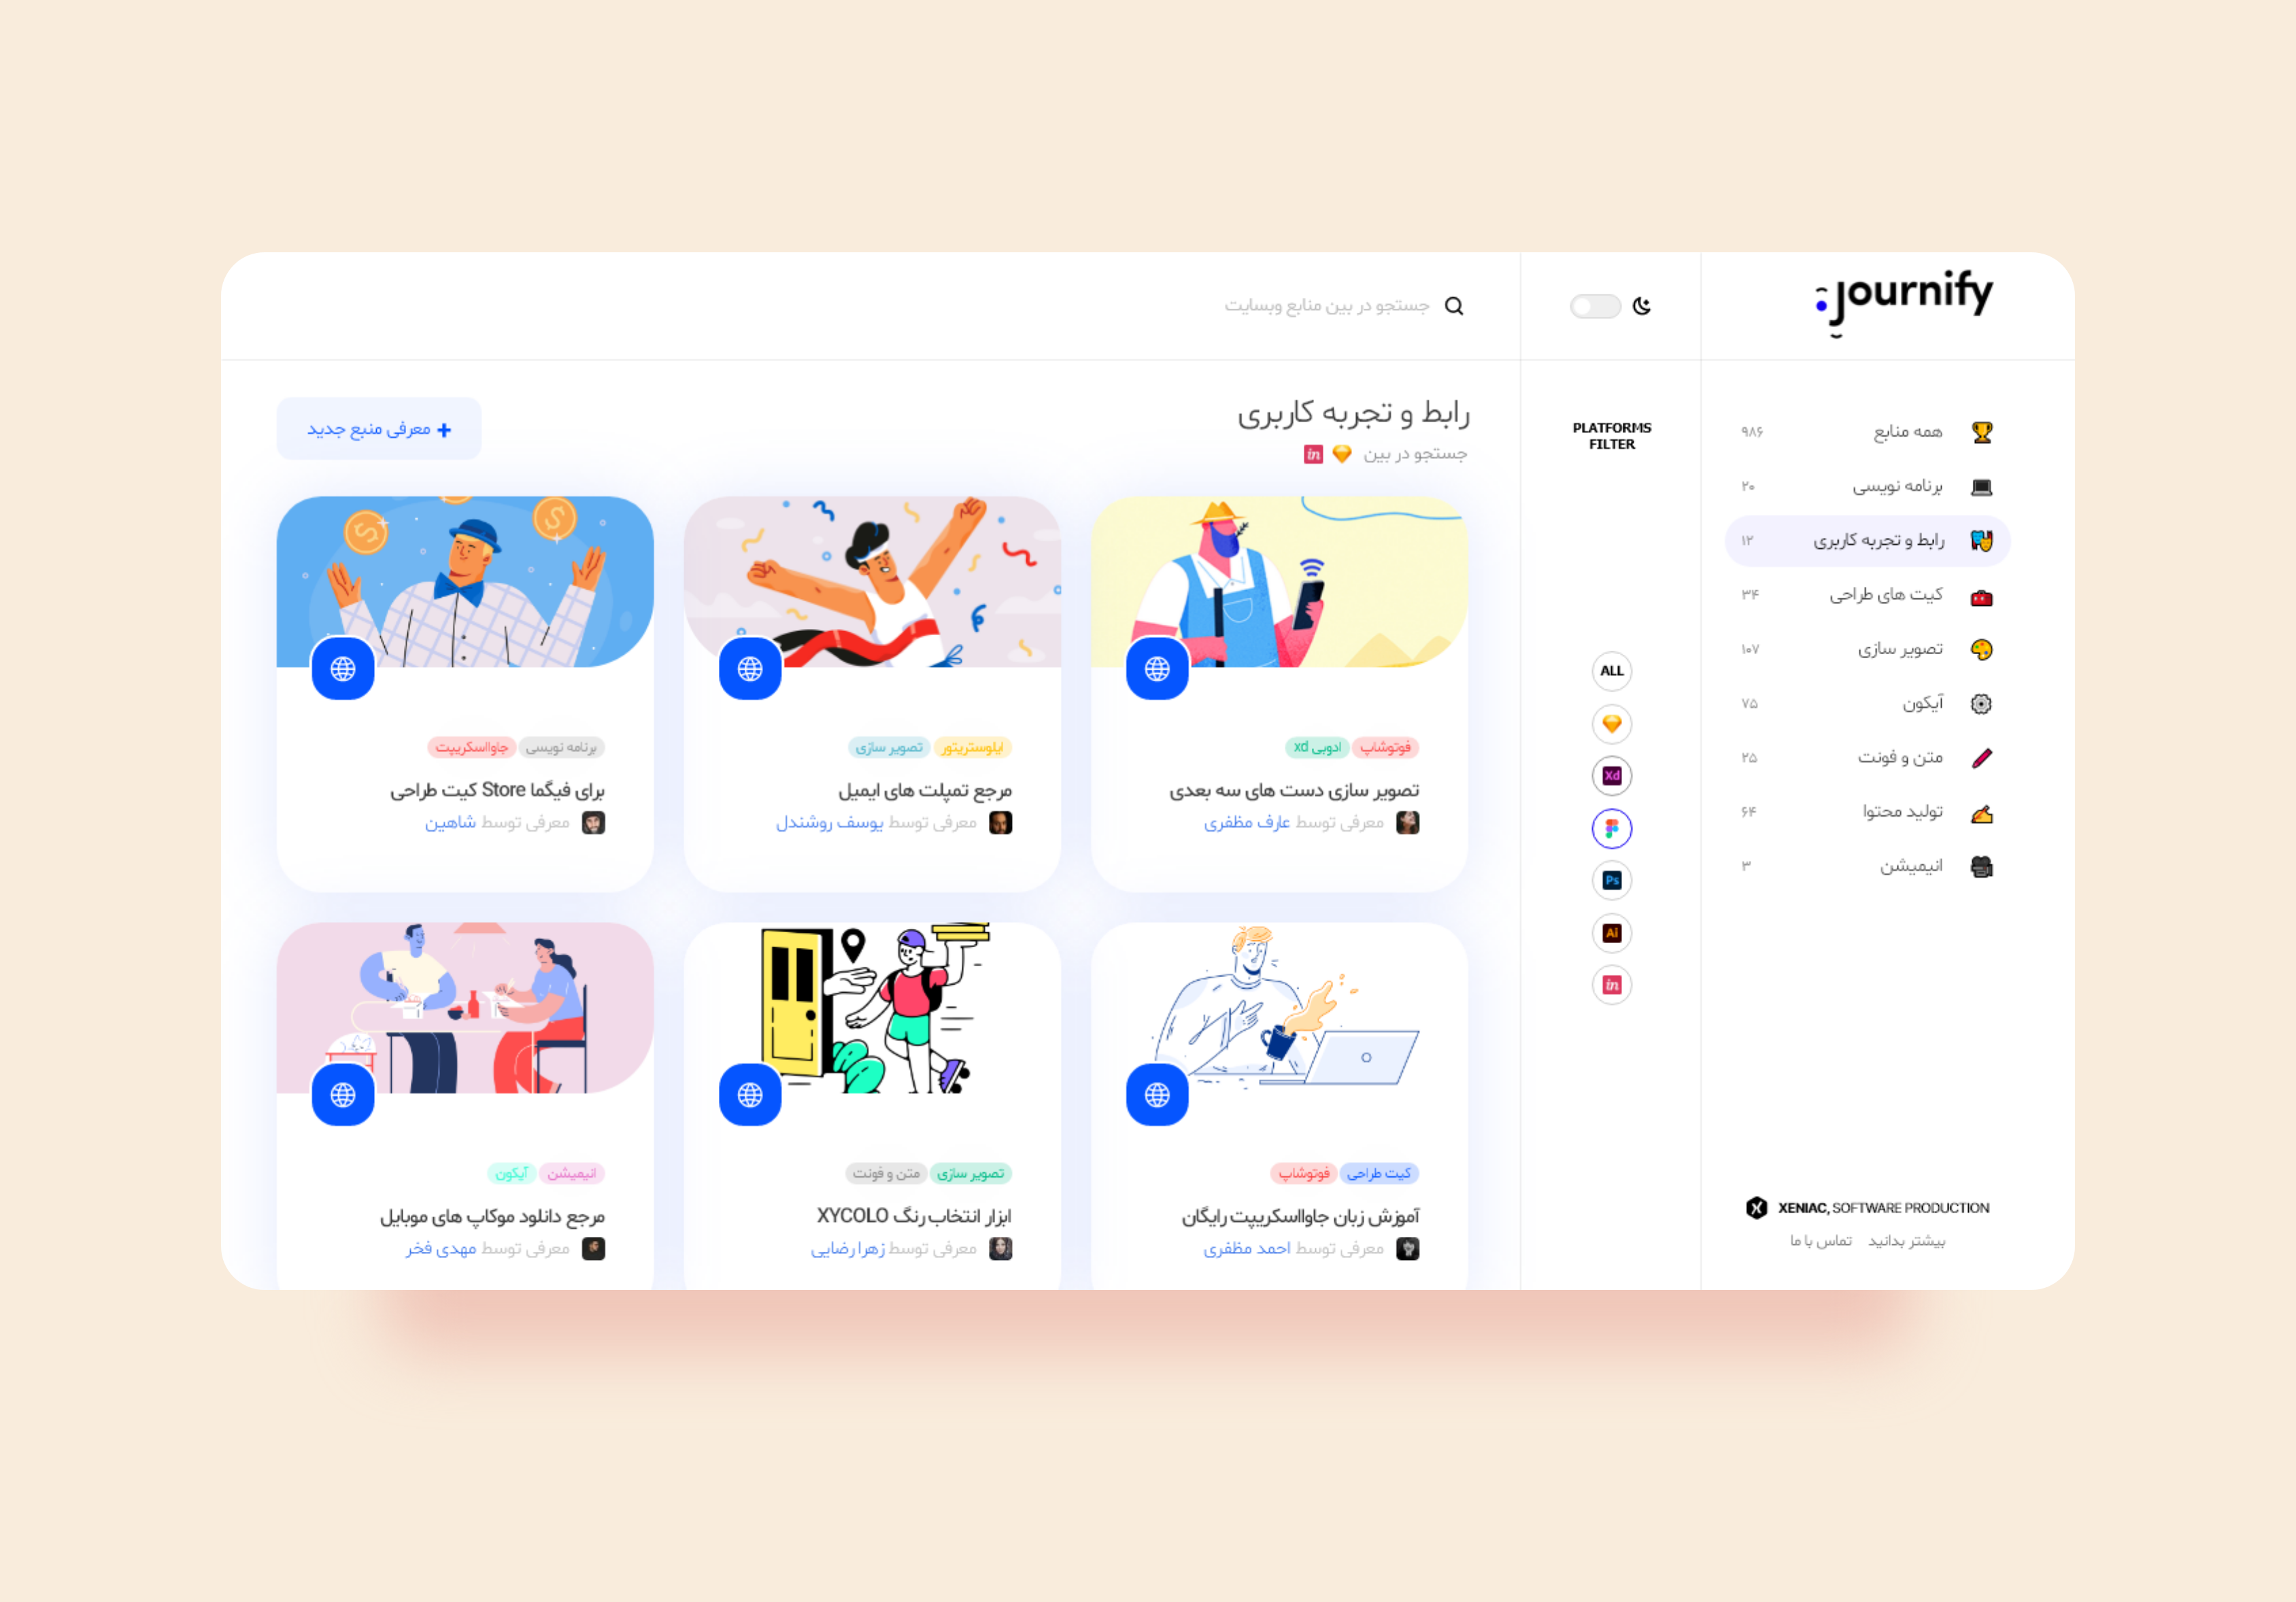 journify
جستجو در بین منابع وبسایت
همه منابع ۹۸۶
برنامه نویسی ۲۰
رابط و تجربه کاربری ۱۲
کیت های طراحی ۳۴
تصویر سازی ۱۰۷
آیکون ۷۵
متن و فونت ۲۵
تولید محتوا ۶۴
انیمیشن ۳
XENIAC, SOFTWARE PRODUCTION
بیشتر بدانید تماس با ما
PLATFORMS
FILTER
ALL
Xd
Ps
Ai
in
رابط و تجربه کاربری
جستجو در بین in
+ معرفی منبع جدید
فوتوشاپ ادوبی xd
تصویر سازی دست های سه بعدی
معرفی توسط عارف مظفری
ایلوستریتور تصویر سازی
مرجع تمپلت های ایمیل
معرفی توسط یوسف روشندل
برنامه نویسی جاوااسکریپت
برای فیگما Store کیت طراحی
معرفی توسط شاهین
کیت طراحی فوتوشاپ
آموزش زبان جاوااسکریپت رایگان
معرفی توسط احمد مظفری
تصویر سازی متن و فونت
ابزار انتخاب رنگ XYCOLO
معرفی توسط زهرا رضایی
انیمیشن آیکون
مرجع دانلود موکاپ های موبایل
معرفی توسط مهدی فخر